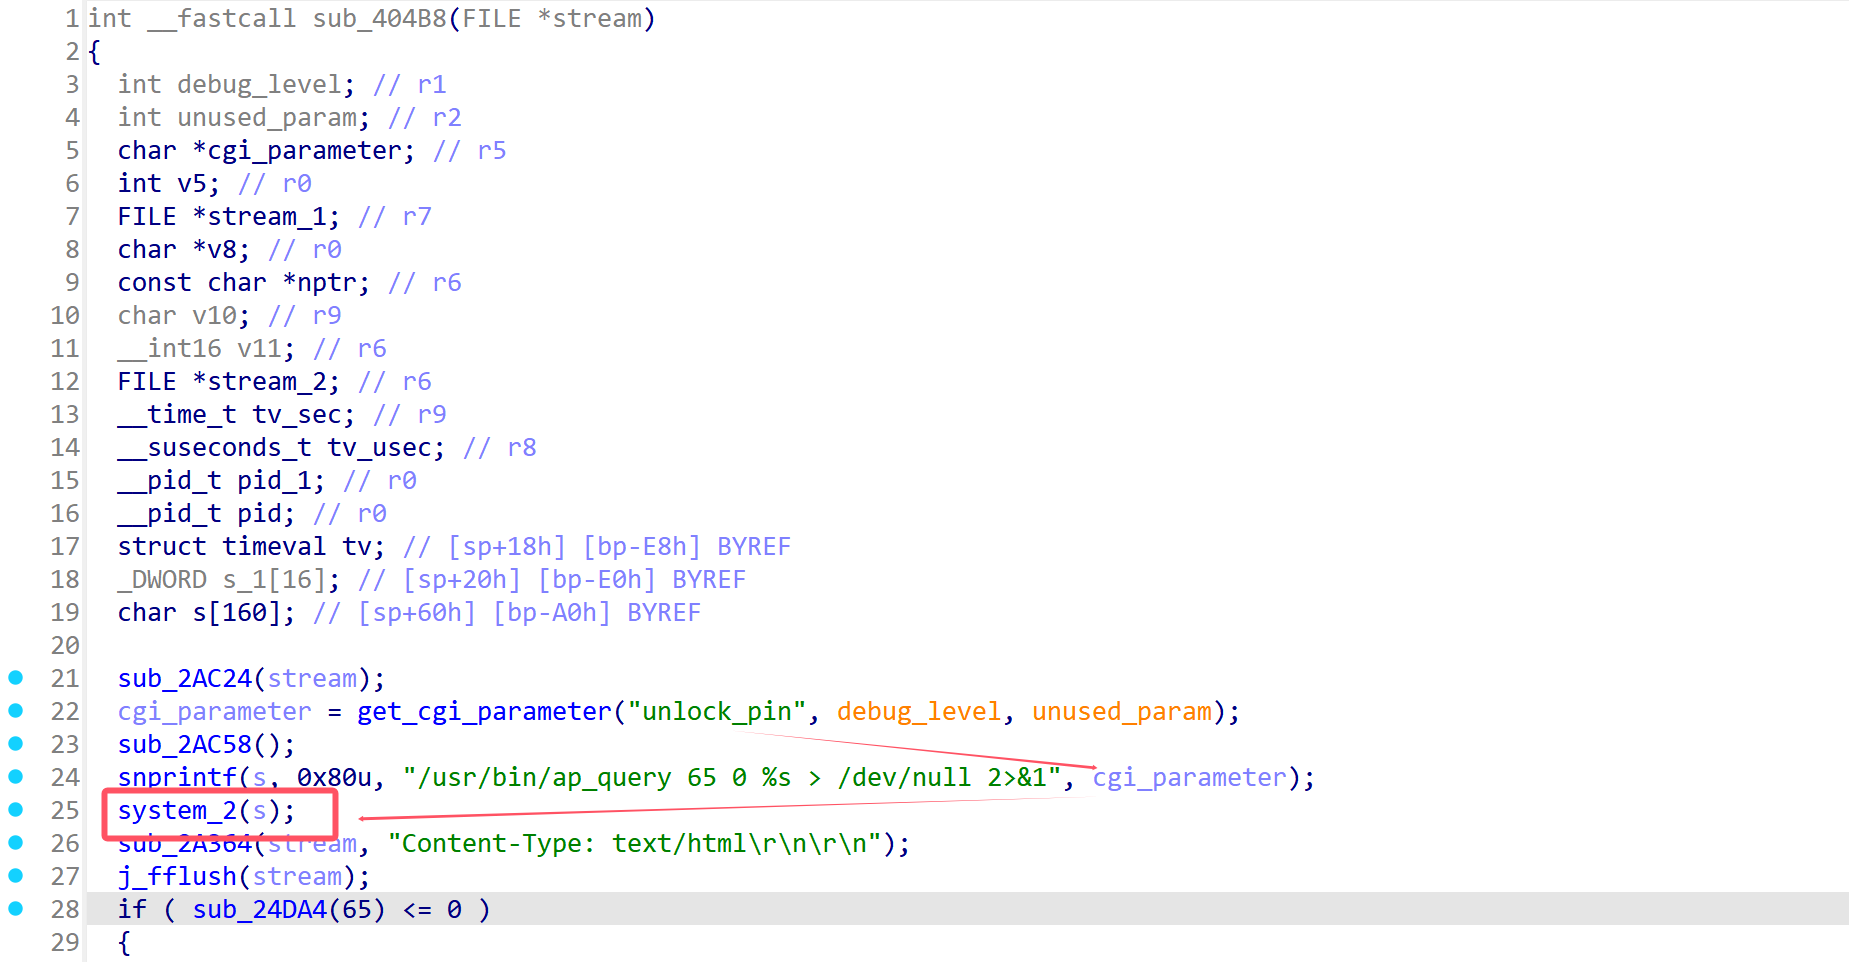 1 int __fastcall sub_404B8(FILE *stream)
2 {
3   int debug_level; // r1
4   int unused_param; // r2
5   char *cgi_parameter; // r5
6   int v5; // r0
7   FILE *stream_1; // r7
8   char *v8; // r0
9   const char *nptr; // r6
10   char v10; // r9
11   __int16 v11; // r6
12   FILE *stream_2; // r6
13   __time_t tv_sec; // r9
14   __suseconds_t tv_usec; // r8
15   __pid_t pid_1; // r0
16   __pid_t pid; // r0
17   struct timeval tv; // [sp+18h] [bp-E8h] BYREF
18   _DWORD s_1[16]; // [sp+20h] [bp-E0h] BYREF
19   char s[160]; // [sp+60h] [bp-A0h] BYREF
20
21   sub_2AC24(stream);
22   cgi_parameter = get_cgi_parameter("unlock_pin", debug_level, unused_param);
23   sub_2AC58();
24   snprintf(s, 0x80u, "/usr/bin/ap_query 65 0 %s > /dev/null 2>&1", cgi_parameter);
25   system_2(s);
26   sub_2A364(stream, "Content-Type: text/html\r\n\r\n");
27   j_fflush(stream);
28   if ( sub_24DA4(65) <= 0 )
29   {